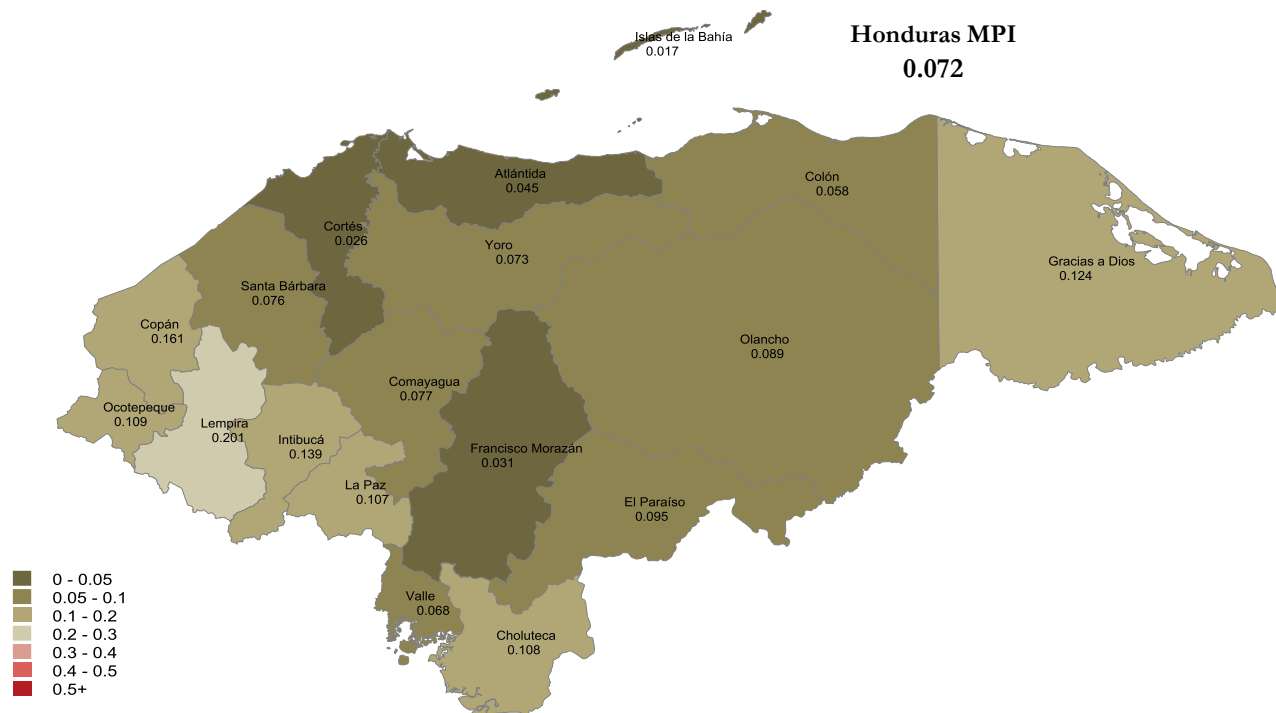 Honduras MPI
0.072
Islas de la Bahía
0.017
Atlántida
0.045
Colón
0.058
Cortés
0.026
Yoro
0.073
Gracias a Dios
0.124
Santa Bárbara
0.076
Copán
0.161
Olancho
0.089
Comayagua
0.077
Ocotepeque
0.109
Lempira
0.201
Intibucá
0.139
Francisco Morazán
0.031
La Paz
0.107
El Paraíso
0.095
Valle
0.068
Choluteca
0.108
0 - 0.05
0.05 - 0.1
0.1 - 0.2
0.2 - 0.3
0.3 - 0.4
0.4 - 0.5
0.5+